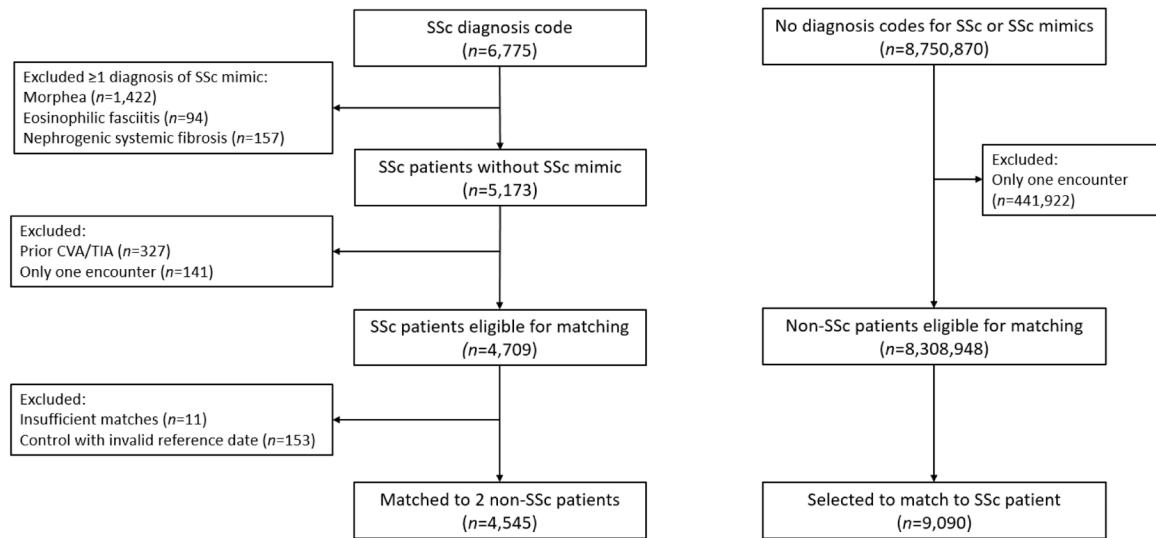 SSc diagnosis code
(n=6,775)
Excluded ≥1 diagnosis of SSc mimic:
Morphea (n=1,422)
Eosinophilic fasciitis (n=94)
Nephrogenic systemic fibrosis (n=157)
SSc patients without SSc mimic
(n=5,173)
Excluded:
Prior CVA/TIA (n=327)
Only one encounter (n=141)
SSc patients eligible for matching
(n=4,709)
Excluded:
Insufficient matches (n=11)
Control with invalid reference date (n=153)
Matched to 2 non-SSc patients
(n=4,545)
No diagnosis codes for SSc or SSc mimics
(n=8,750,870)
Excluded:
Only one encounter
(n=441,922)
Non-SSc patients eligible for matching
(n=8,308,948)
Selected to match to SSc patient
(n=9,090)